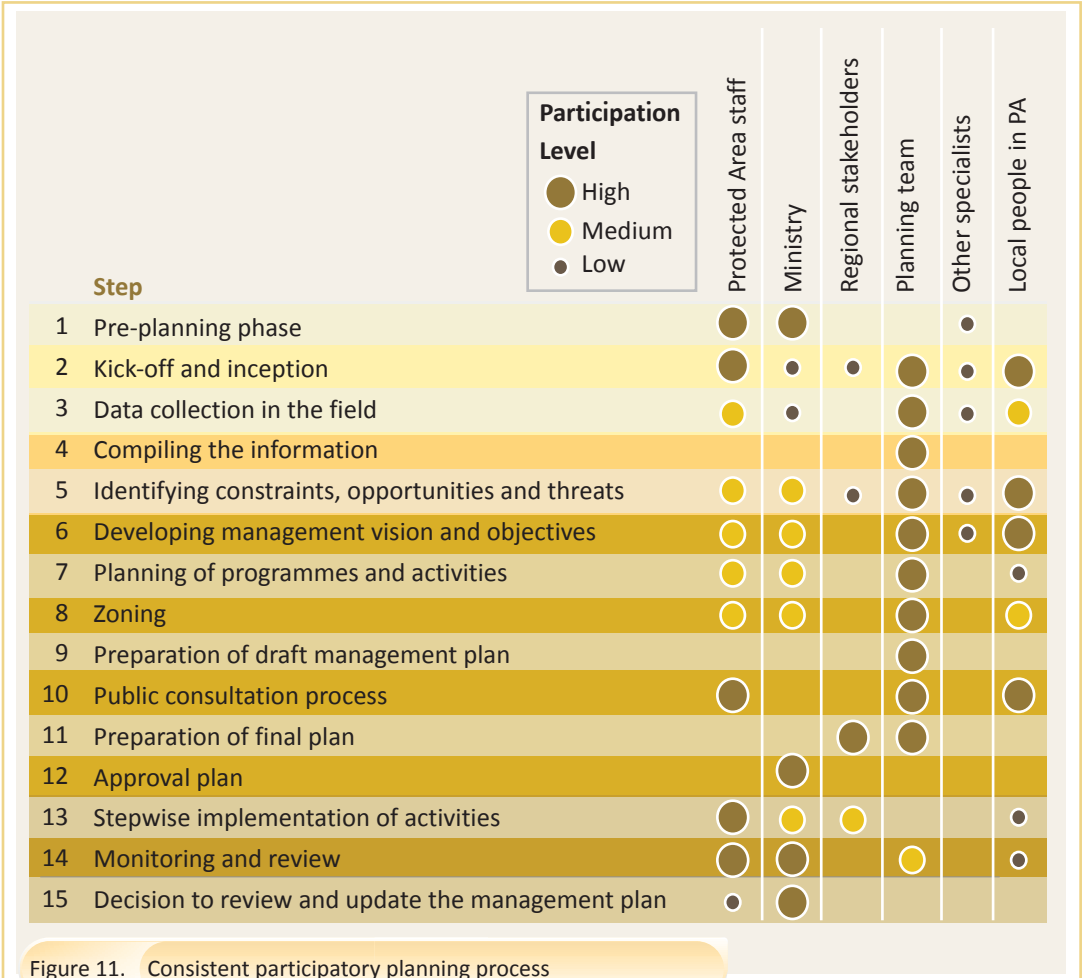 Participation
Level
High
Medium
Low
Protected Area staff
Ministry
Regional stakeholders
Planning team
Other specialists
Local people in PA
Step
1 Pre-planning phase
2 Kick-off and inception
3 Data collection in the field
4 Compiling the information
5 Identifying constraints, opportunities and threats
6 Developing management vision and objectives
7 Planning of programmes and activities
8 Zoning
9 Preparation of draft management plan
10 Public consultation process
11 Preparation of final plan
12 Approval plan
13 Stepwise implementation of activities
14 Monitoring and review
15 Decision to review and update the management plan
Figure 11. Consistent participatory planning process